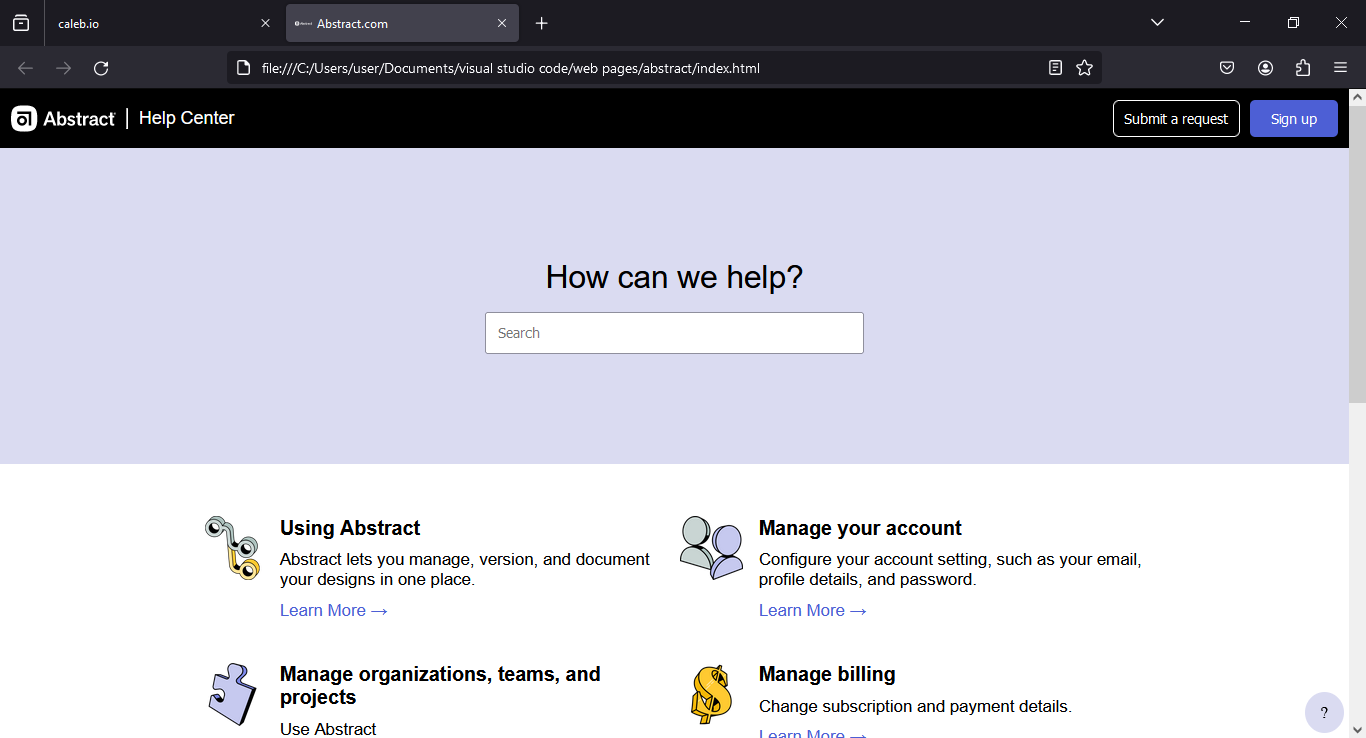 caleb.io
Abstract.com
file:///C:/Users/user/Documents/visual studio code/web pages/abstract/index.html
Abstract | Help Center
Submit a request
Sign up
How can we help?
Search
Using Abstract
Abstract lets you manage, version, and document
your designs in one place.
Learn More →
Manage your account
Configure your account setting, such as your email,
profile details, and password.
Learn More →
Manage organizations, teams, and
projects
Use Abstract
Manage billing
Change subscription and payment details.
Learn More →
?